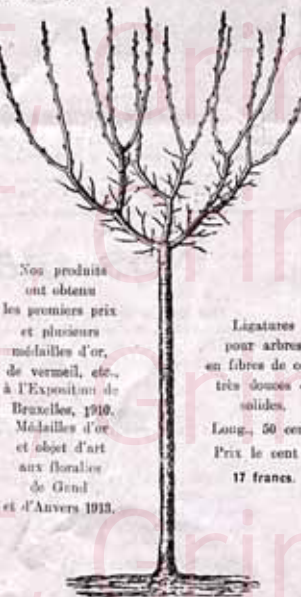 Nos produits
ont obtenu
les premiers prix
et plusieurs
médailles d'or,
de vermeil, etc.,
à l'Exposition de
Bruxelles, 1910.
Médailles d'or
et objet d'art
aux floralies
de Gand
et d'Anvers 1913.
Ligatures
pour arbres
en fibres de
très douces
solides.
Long., 50
Prix le cent
17 francs.